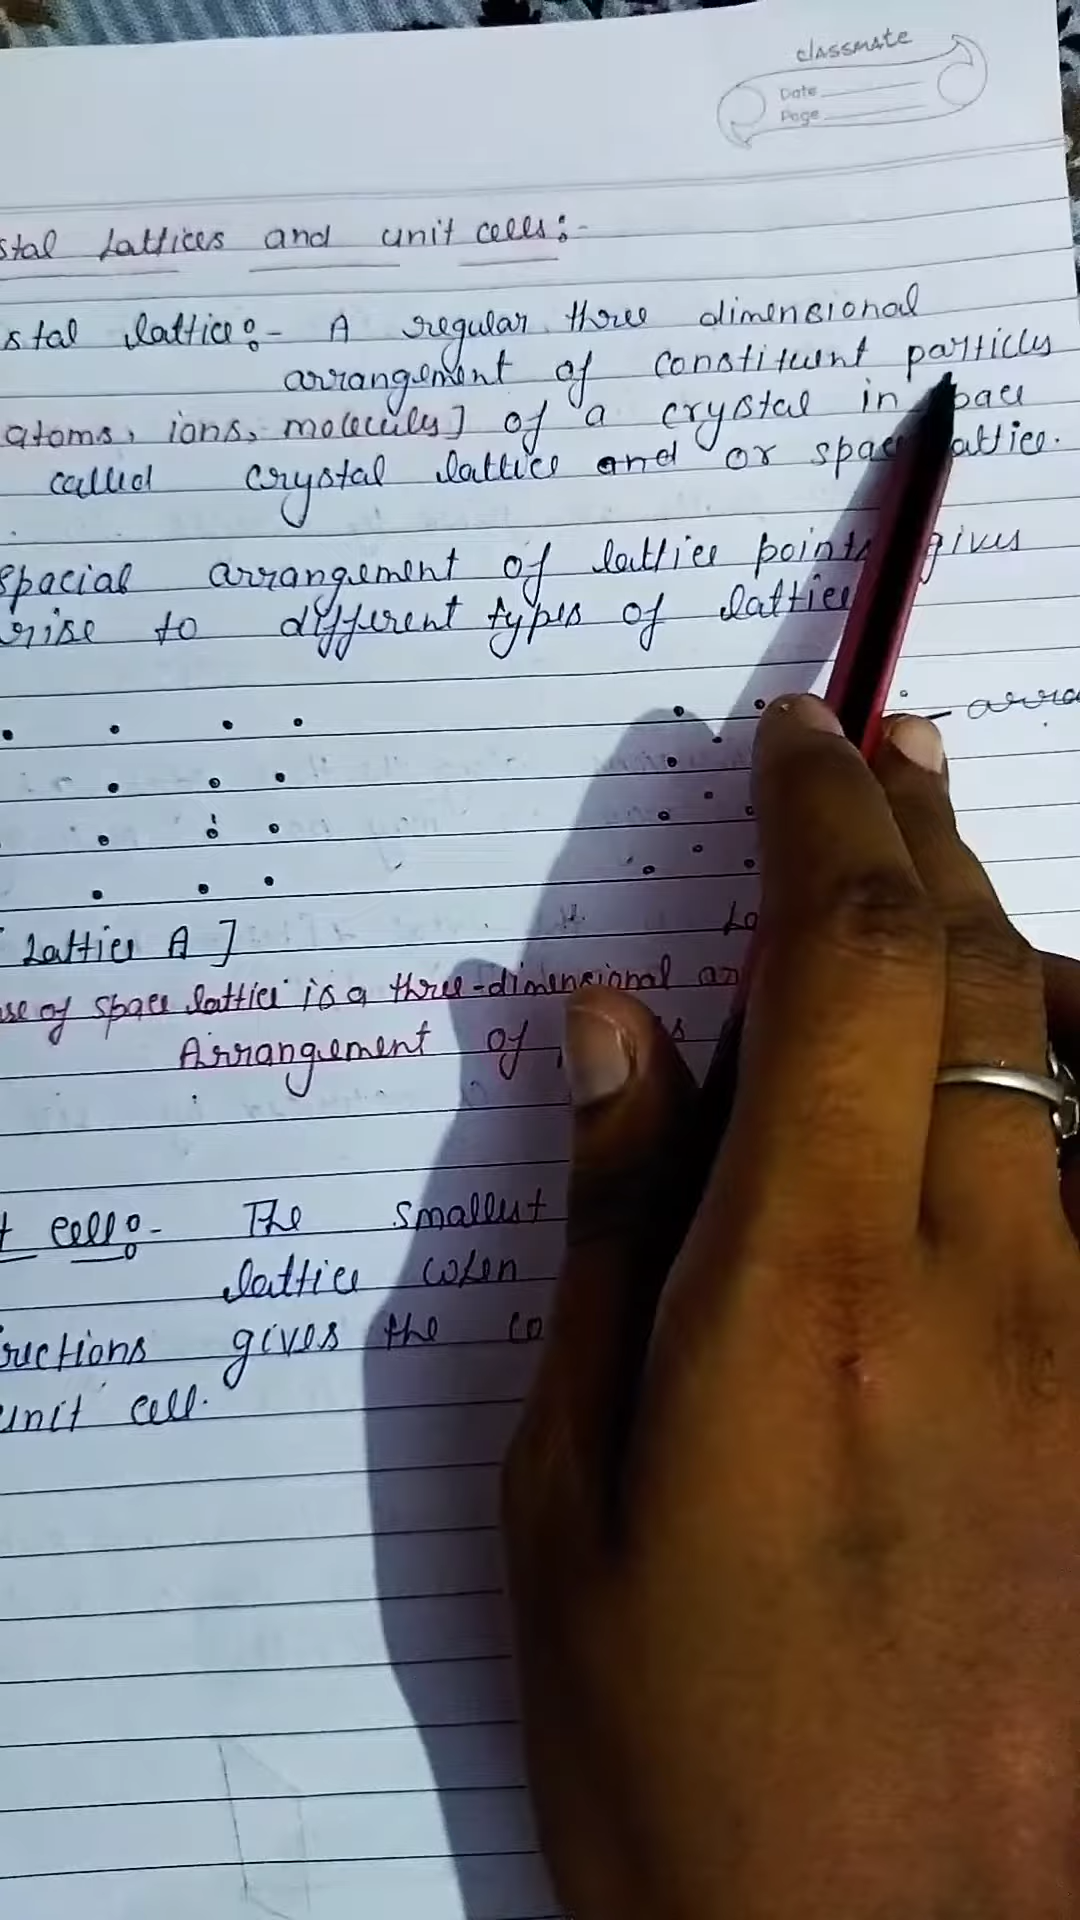 classmate
Date
Page
stal Lattices and unit cells:-
stal lattice:- A regular three dimensional
arrangement of constituent particles
atoms, ions, molecules] of a crystal in space
called crystal lattice and or space lattice.
spacial arrangement of lattice points gives
rise to different types of lattice
arra
Lattice A ]
La
se of space lattice is a three-dimensional
Arrangement of
t cell:- The smallest
lattice when
rections gives the co
unit cell.